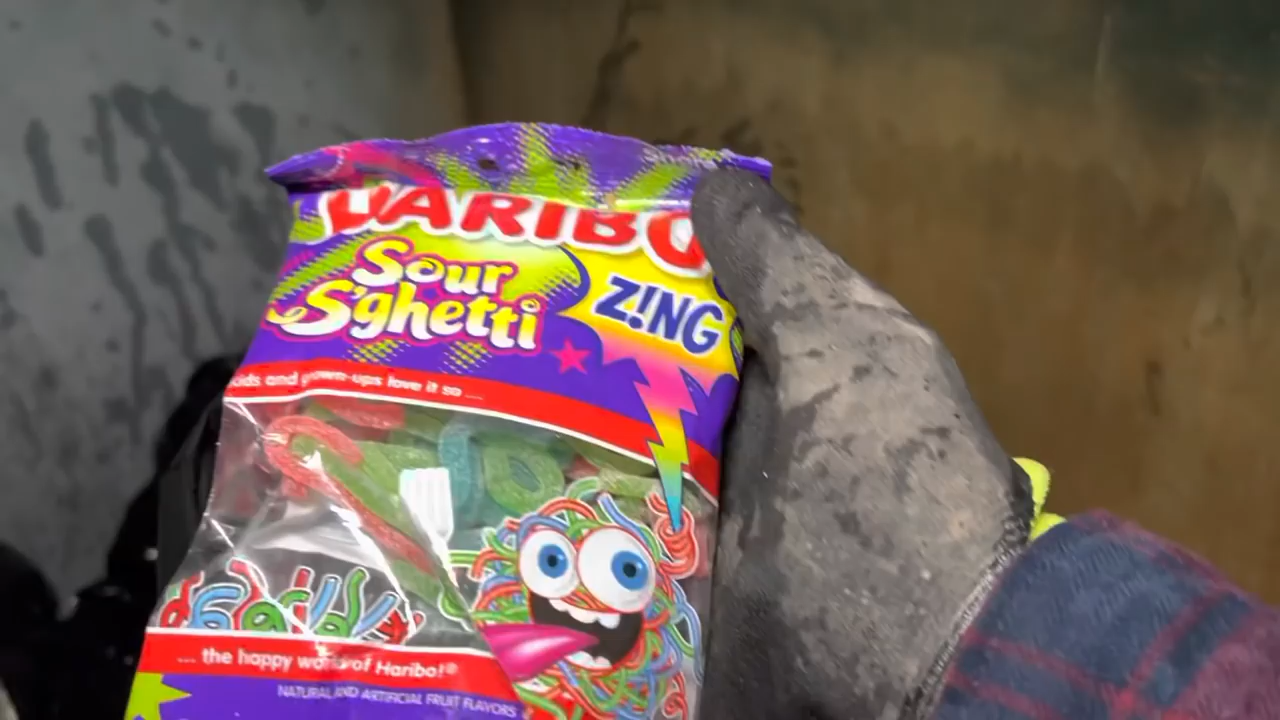 HARIBO
Sour
S'ghetti
Z!NG
kids and grown-ups love it so ...
... the happy world of Haribo!®
NATURAL AND ARTIFICIAL FRUIT FLAVORS